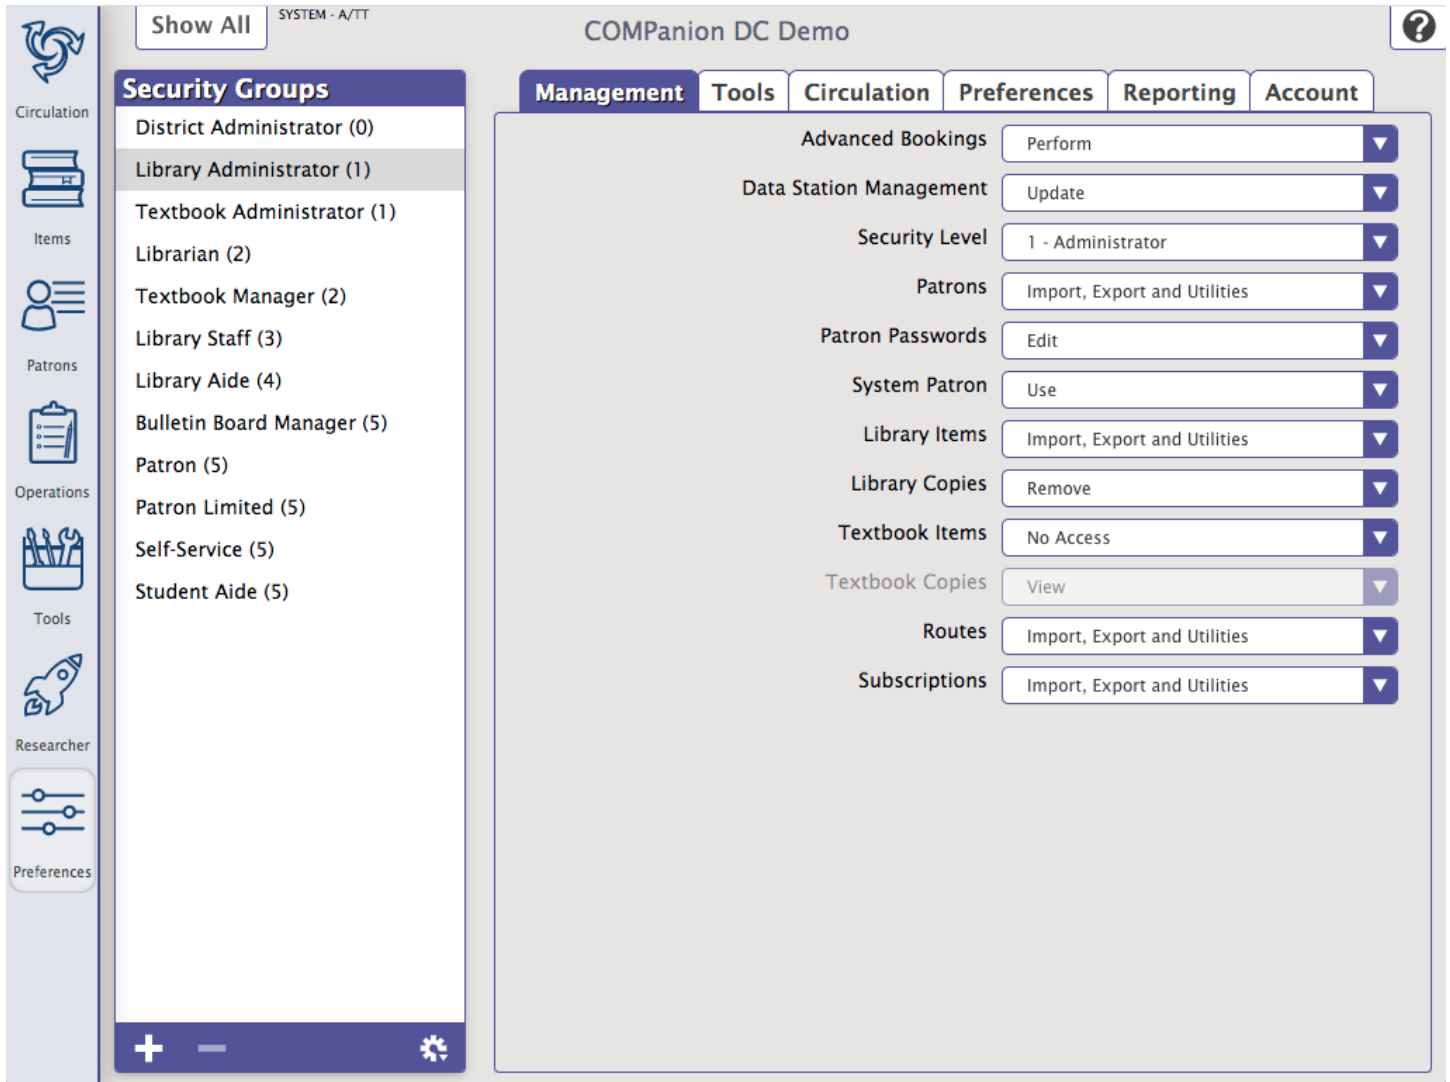 Show All
SYSTEM - A/TT
COMPanion DC Demo
?
Circulation
Items
Patrons
Operations
Tools
Researcher
Preferences
Security Groups
District Administrator (0)
Library Administrator (1)
Textbook Administrator (1)
Librarian (2)
Textbook Manager (2)
Library Staff (3)
Library Aide (4)
Bulletin Board Manager (5)
Patron (5)
Patron Limited (5)
Self-Service (5)
Student Aide (5)
Management Tools Circulation Preferences Reporting Account
Advanced Bookings Perform
Data Station Management Update
Security Level 1 - Administrator
Patrons Import, Export and Utilities
Patron Passwords Edit
System Patron Use
Library Items Import, Export and Utilities
Library Copies Remove
Textbook Items No Access
Textbook Copies View
Routes Import, Export and Utilities
Subscriptions Import, Export and Utilities